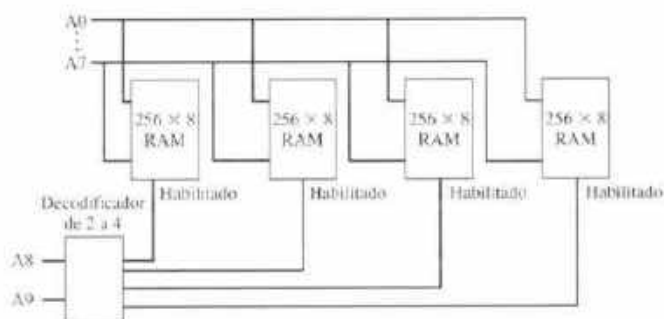 A0
A7
256 × 8
RAM
256 × 8
RAM
256 × 8
RAM
256 × 8
RAM
Habilitado
Habilitado
Habilitado
Habilitado
Decodificador
de 2 a 4
A8
A9